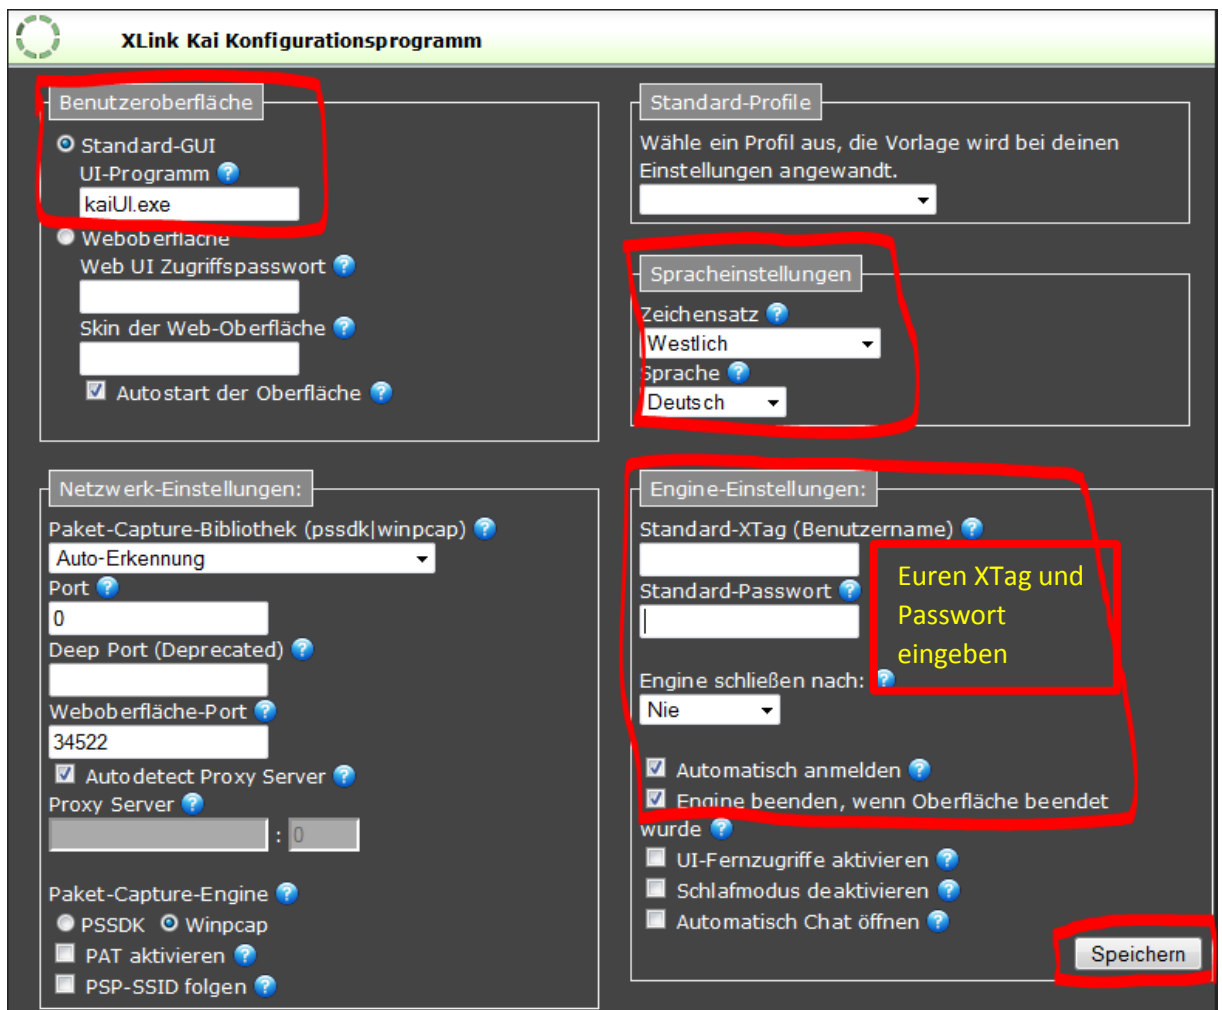 XLink Kai Konfigurationsprogramm
Benutzeroberfläche
Standard-GUI
UI-Programm
kaiUI.exe
Weboberfläche
Web UI Zugriffspasswort
Skin der Web-Oberfläche
Autostart der Oberfläche
Standard-Profile
Wähle ein Profil aus, die Vorlage wird bei deinen
Einstellungen angewandt.
Spracheinstellungen
Zeichensatz
Westlich
Sprache
Deutsch
Netzwerk-Einstellungen:
Paket-Capture-Bibliothek (pssdk|winpcap)
Auto-Erkennung
Port
0
Deep Port (Deprecated)
Weboberfläche-Port
34522
Autodetect Proxy Server
Proxy Server
: 0
Paket-Capture-Engine
PSSDK Winpcap
PAT aktivieren
PSP-SSID folgen
Engine-Einstellungen:
Standard-XTag (Benutzername)
Standard-Passwort
Euren XTag und
Passwort
eingeben
Engine schließen nach:
Nie
Automatisch anmelden
Engine beenden, wenn Oberfläche beendet
wurde
UI-Fernzugriffe aktivieren
Schlafmodus deaktivieren
Automatisch Chat öffnen
Speichern